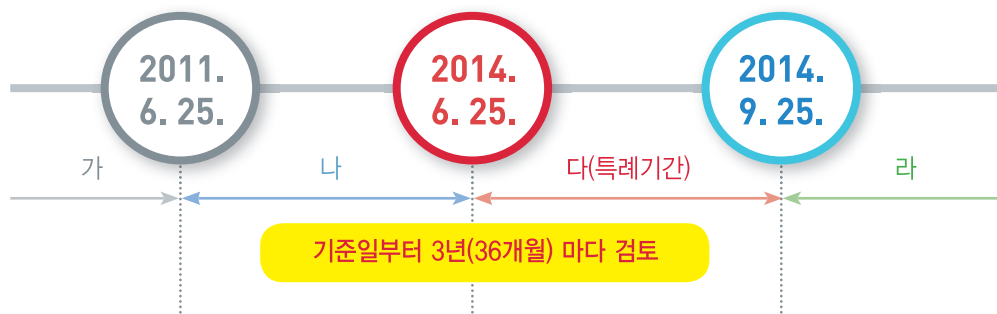 2011.
6. 25.
2014.
6. 25.
2014.
9. 25.
가
나
다(특례기간)
라
기준일부터 3년(36개월) 마다 검토